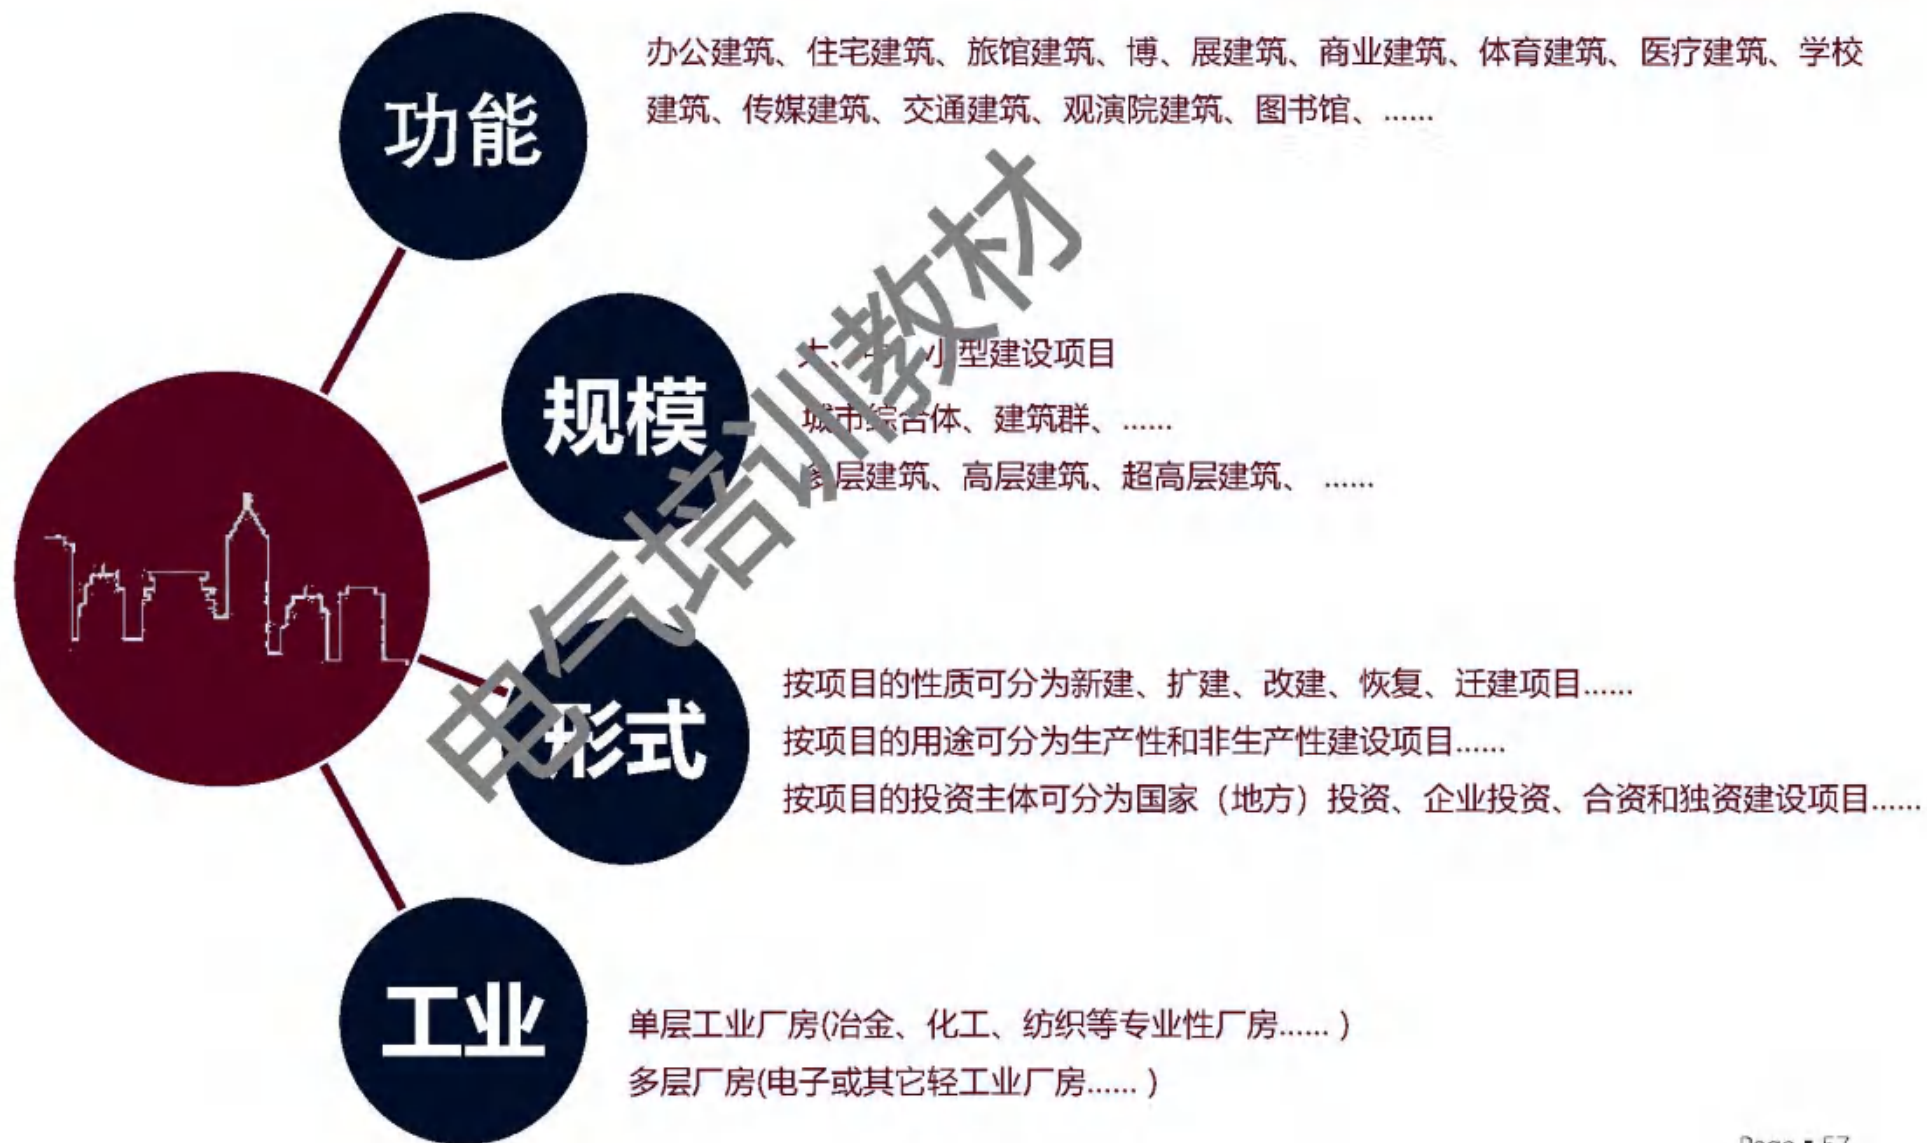 功能
办公建筑、住宅建筑、旅馆建筑、博、展建筑、商业建筑、体育建筑、医疗建筑、学校
建筑、传媒建筑、交通建筑、观演院建筑、图书馆、......
规模
大、中、小型建设项目
城市综合体、建筑群、......
多层建筑、高层建筑、超高层建筑、 ......
形式
按项目的性质可分为新建、扩建、改建、恢复、迁建项目......
按项目的用途可分为生产性和非生产性建设项目......
按项目的投资主体可分为国家（地方）投资、企业投资、合资和独资建设项目......
工业
单层工业厂房(冶金、化工、纺织等专业性厂房...... )
多层厂房(电子或其它轻工业厂房...... )
电气培训教材
Page ▪ 57